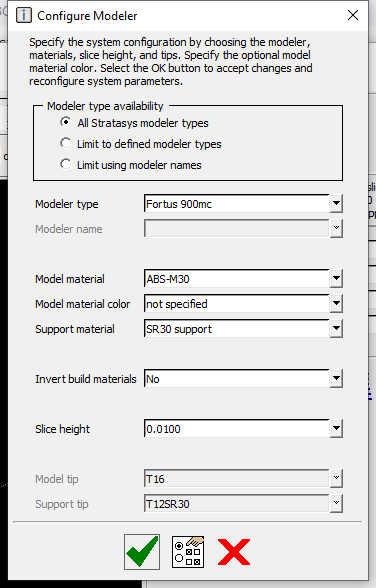 Configure Modeler
Specify the system configuration by choosing the modeler,
materials, slice height, and tips. Specify the optional model
material color. Select the OK button to accept changes and
reconfigure system parameters.
Modeler type availability
All Stratasys modeler types
Limit to defined modeler types
Limit using modeler names
Modeler type Fortus 900mc
Modeler name
Model material ABS-M30
Model material color not specified
Support material SR30 support
Invert build materials No
Slice height 0.0100
Model tip T16
Support tip T12SR30